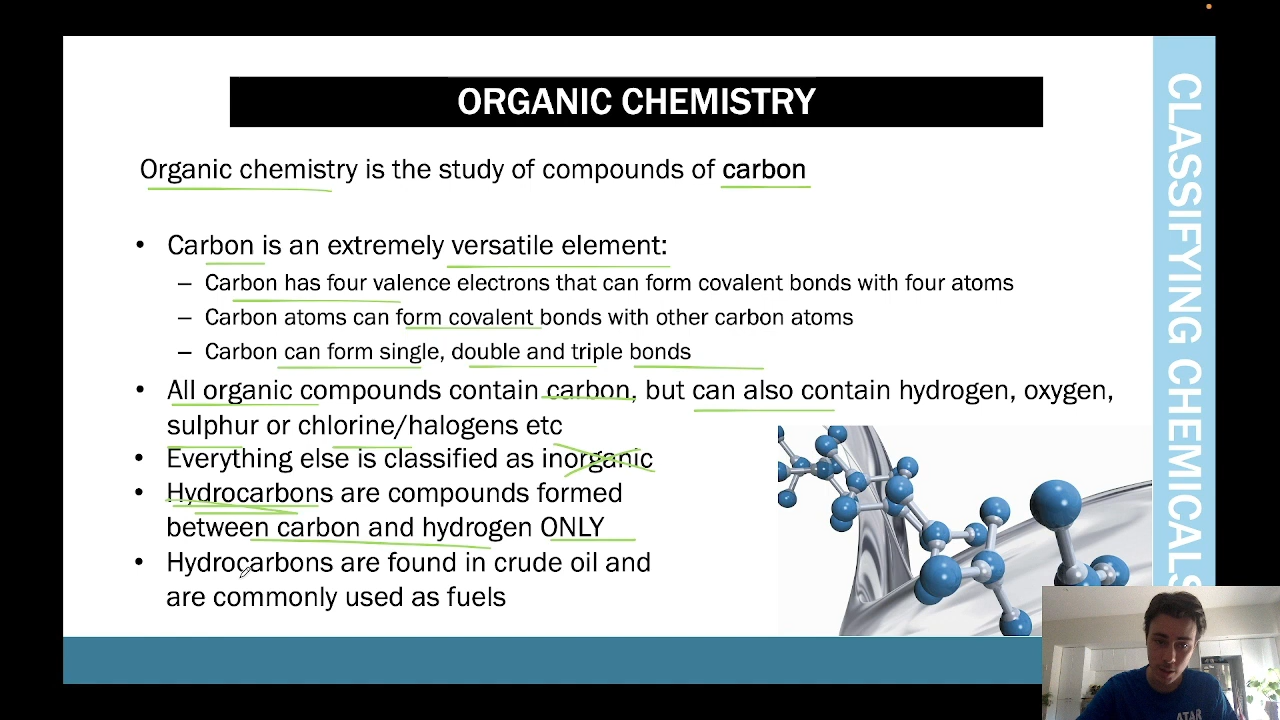 ORGANIC CHEMISTRY
Organic chemistry is the study of compounds of carbon
• Carbon is an extremely versatile element:
– Carbon has four valence electrons that can form covalent bonds with four atoms
– Carbon atoms can form covalent bonds with other carbon atoms
– Carbon can form single, double and triple bonds
• All organic compounds contain carbon, but can also contain hydrogen, oxygen,
sulphur or chlorine/halogens etc
• Everything else is classified as inorganic
• Hydrocarbons are compounds formed
between carbon and hydrogen ONLY
• Hydrocarbons are found in crude oil and
are commonly used as fuels
CLASSIFYING CHEMICALS
ATAR